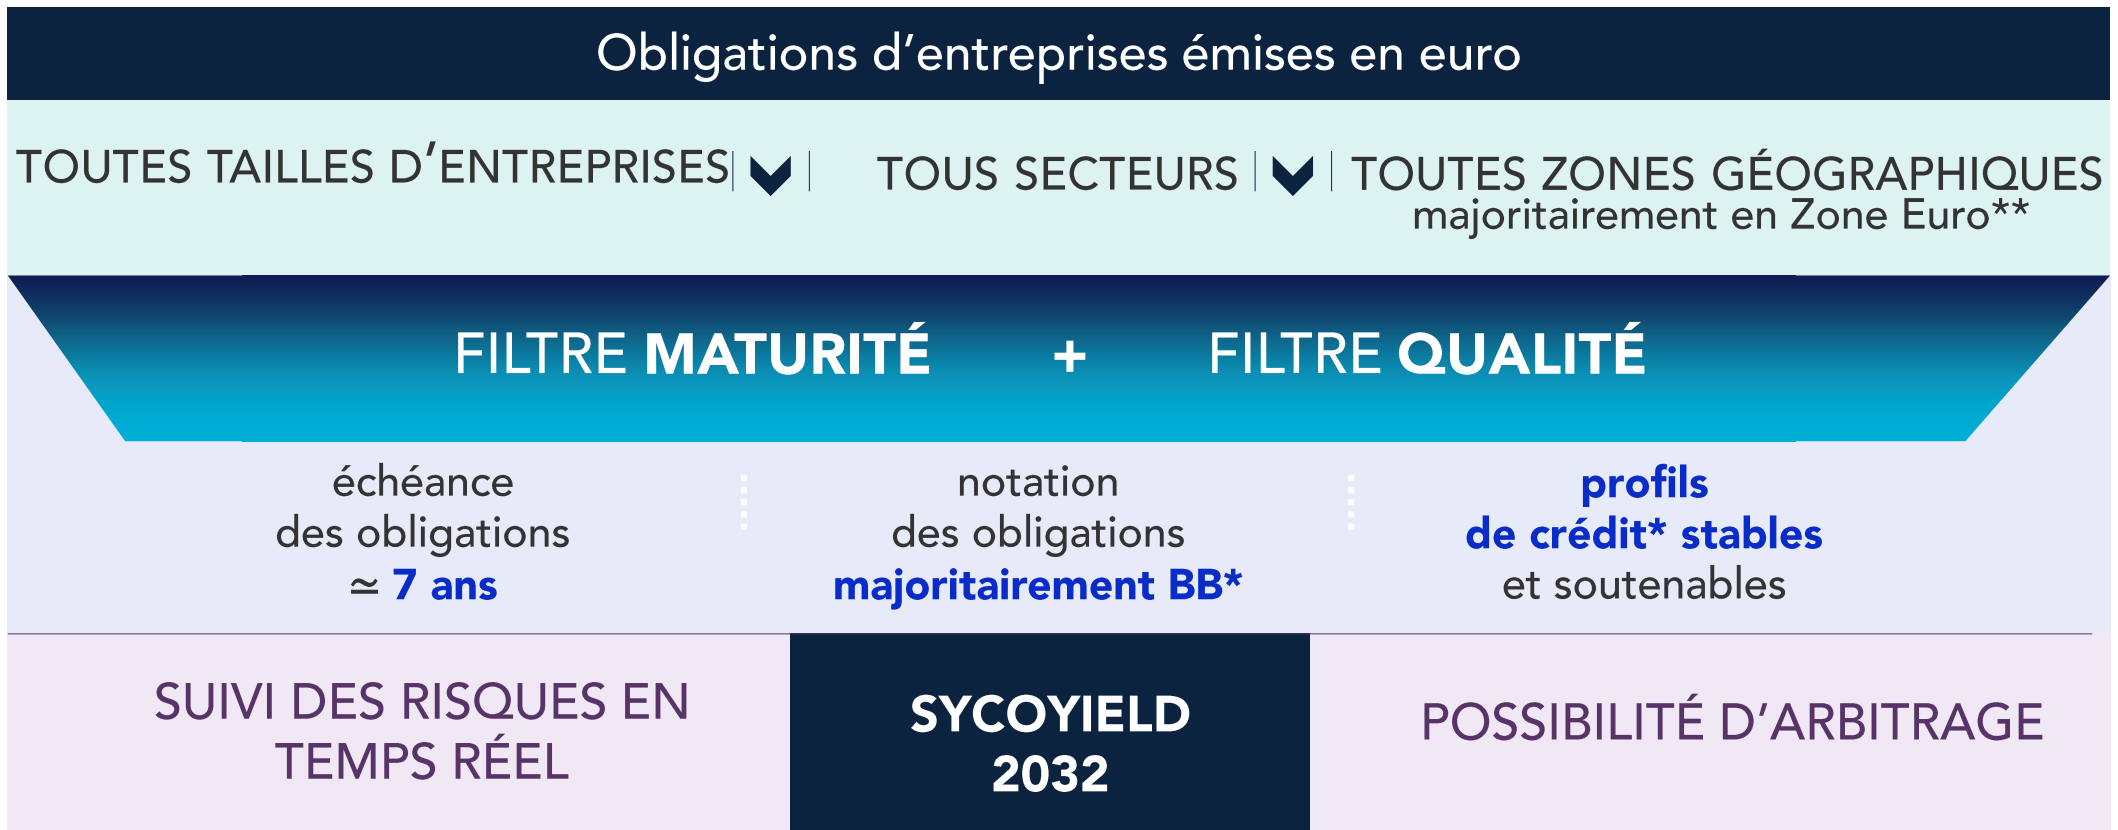 Obligations d’entreprises émises en euro
TOUTES TAILLES D’ENTREPRISES
TOUS SECTEURS
TOUTES ZONES GÉOGRAPHIQUES
majoritairement en Zone Euro**
FILTRE MATURITÉ + FILTRE QUALITÉ
échéance
des obligations
≃ 7 ans
notation
des obligations
majoritairement BB*
profils
de crédit* stables
et soutenables
SUIVI DES RISQUES EN
TEMPS RÉEL
SYCOYIELD
2032
POSSIBILITÉ D’ARBITRAGE